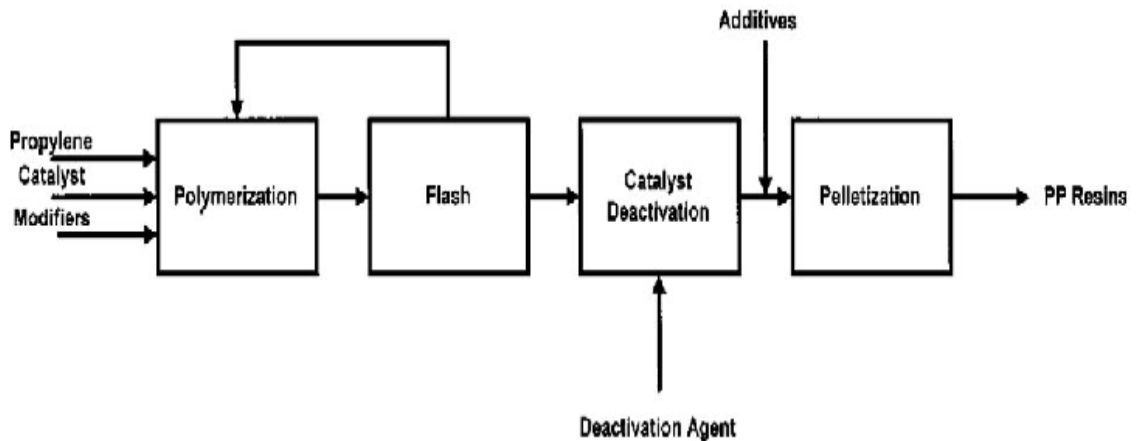 Additives
Propylene
Catalyst
Modifiers
Polymerization
Flash
Catalyst
Deactivation
Pelletization
PP Resins
Deactivation Agent